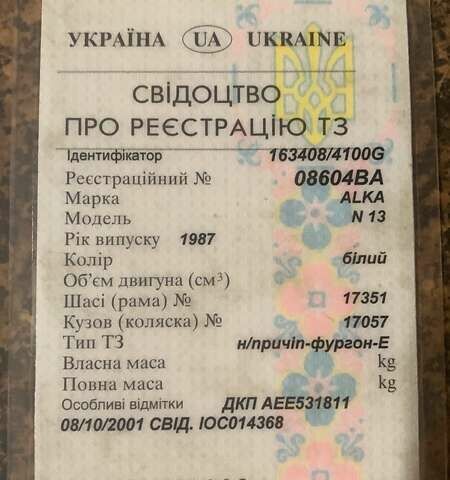 УКРАЇНА UA UKRAINE
СВІДОЦТВО
ПРО РЕЄСТРАЦІЮ ТЗ
Ідентифікатор 163408/4100G
Реєстраційний № 08604ВА
Марка ALKA
Модель N 13
Рік випуску 1987
Колір білий
Об'єм двигуна (см³)
Шасі (рама) № 17351
Кузов (коляска) № 17057
Тип ТЗ н/причіп-фургон-Е
Власна маса kg
Повна маса kg
Особливі відмітки ДКП АЕЕ531811
08/10/2001 СВІД. ІОС014368